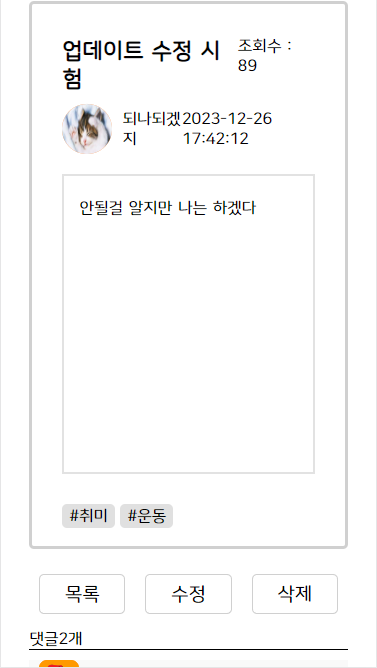 업데이트 수정 시
험
조회수 :
89
되나되겠
지
2023-12-26
17:42:12
안될걸 알지만 나는 하겠다
#취미 #운동
목록 수정 삭제
댓글2개